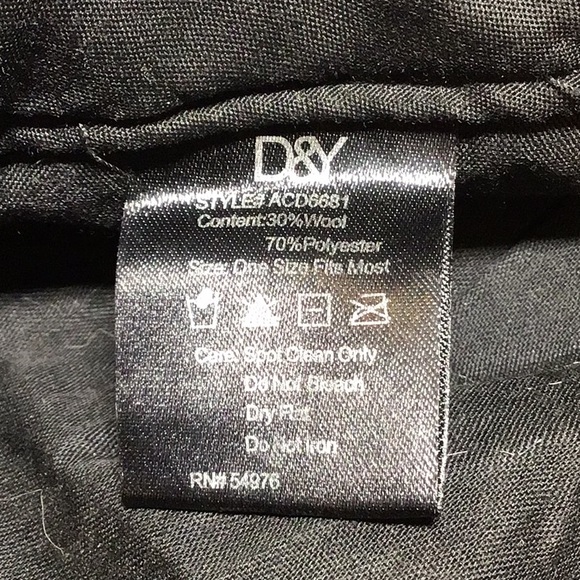 D&Y
STYLE# ACD6681
Content:30%Wool
70%Polyester
Size: One Size Fits Most
Care: Spot Clean Only
Do Not Bleach
Dry Flat
Do Not Iron
RN# 54976